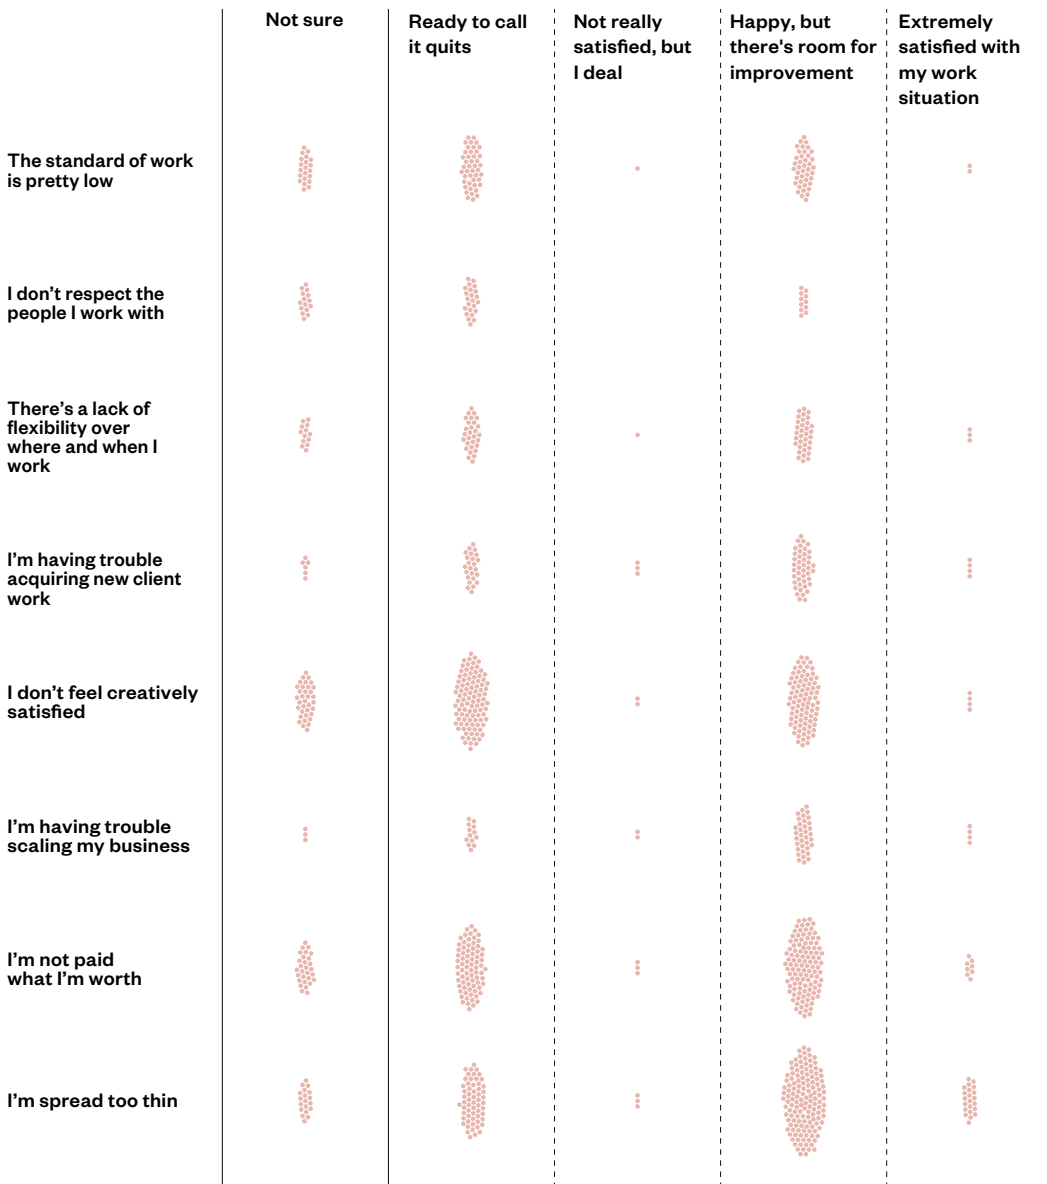 Not sure
Ready to call
it quits
Not really
satisfied, but
I deal
Happy, but
there's room for
improvement
Extremely
satisfied with
my work
situation
The standard of work
is pretty low
I don’t respect the
people I work with
There’s a lack of
flexibility over
where and when I
work
I’m having trouble
acquiring new client
work
I don’t feel creatively
satisfied
I’m having trouble
scaling my business
I’m not paid
what I’m worth
I’m spread too thin